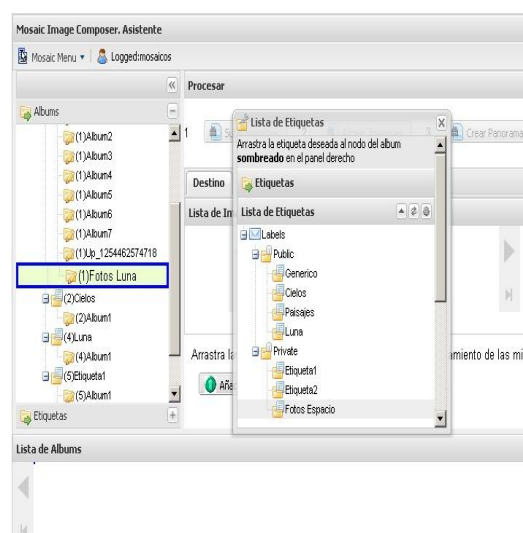 Mosaic Image Composer. Asistente
Mosaic Menu Logged:mosaicos
Procesar
Albums
(1)Album2
(1)Album3
(1)Album4
(1)Album5
(1)Album6
(1)Album7
(1)Up_1254462574718
(1)Fotos Luna
(2)Cielos
(2)Album1
(4)Luna
(4)Album1
(5)Etiqueta1
(5)Album1
Etiquetas
1
3 Crear Panorama
Destino
Lista de Im
Arrastra la
amiento de las mi
Aña
Lista de Etiquetas
Arrastra la etiqueta deseada al nodo del album
sombreado en el panel derecho
Etiquetas
Lista de Etiquetas
Labels
Public
Generico
Cielos
Paisajes
Luna
Private
Etiqueta1
Etiqueta2
Fotos Espacio
Lista de Albums